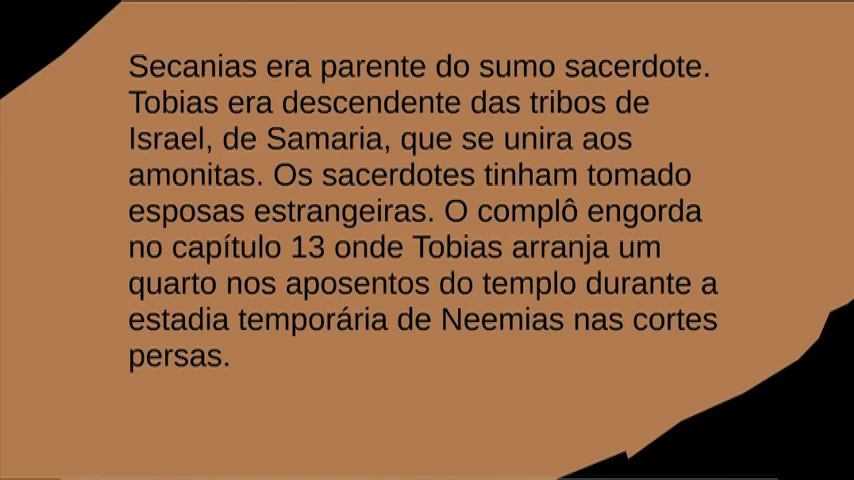 Secanias era parente do sumo sacerdote.
Tobias era descendente das tribos de
Israel, de Samaria, que se unira aos
amonitas. Os sacerdotes tinham tomado
esposas estrangeiras. O complô engorda
no capítulo 13 onde Tobias arranja um
quarto nos aposentos do templo durante a
estadia temporária de Neemias nas cortes
persas.